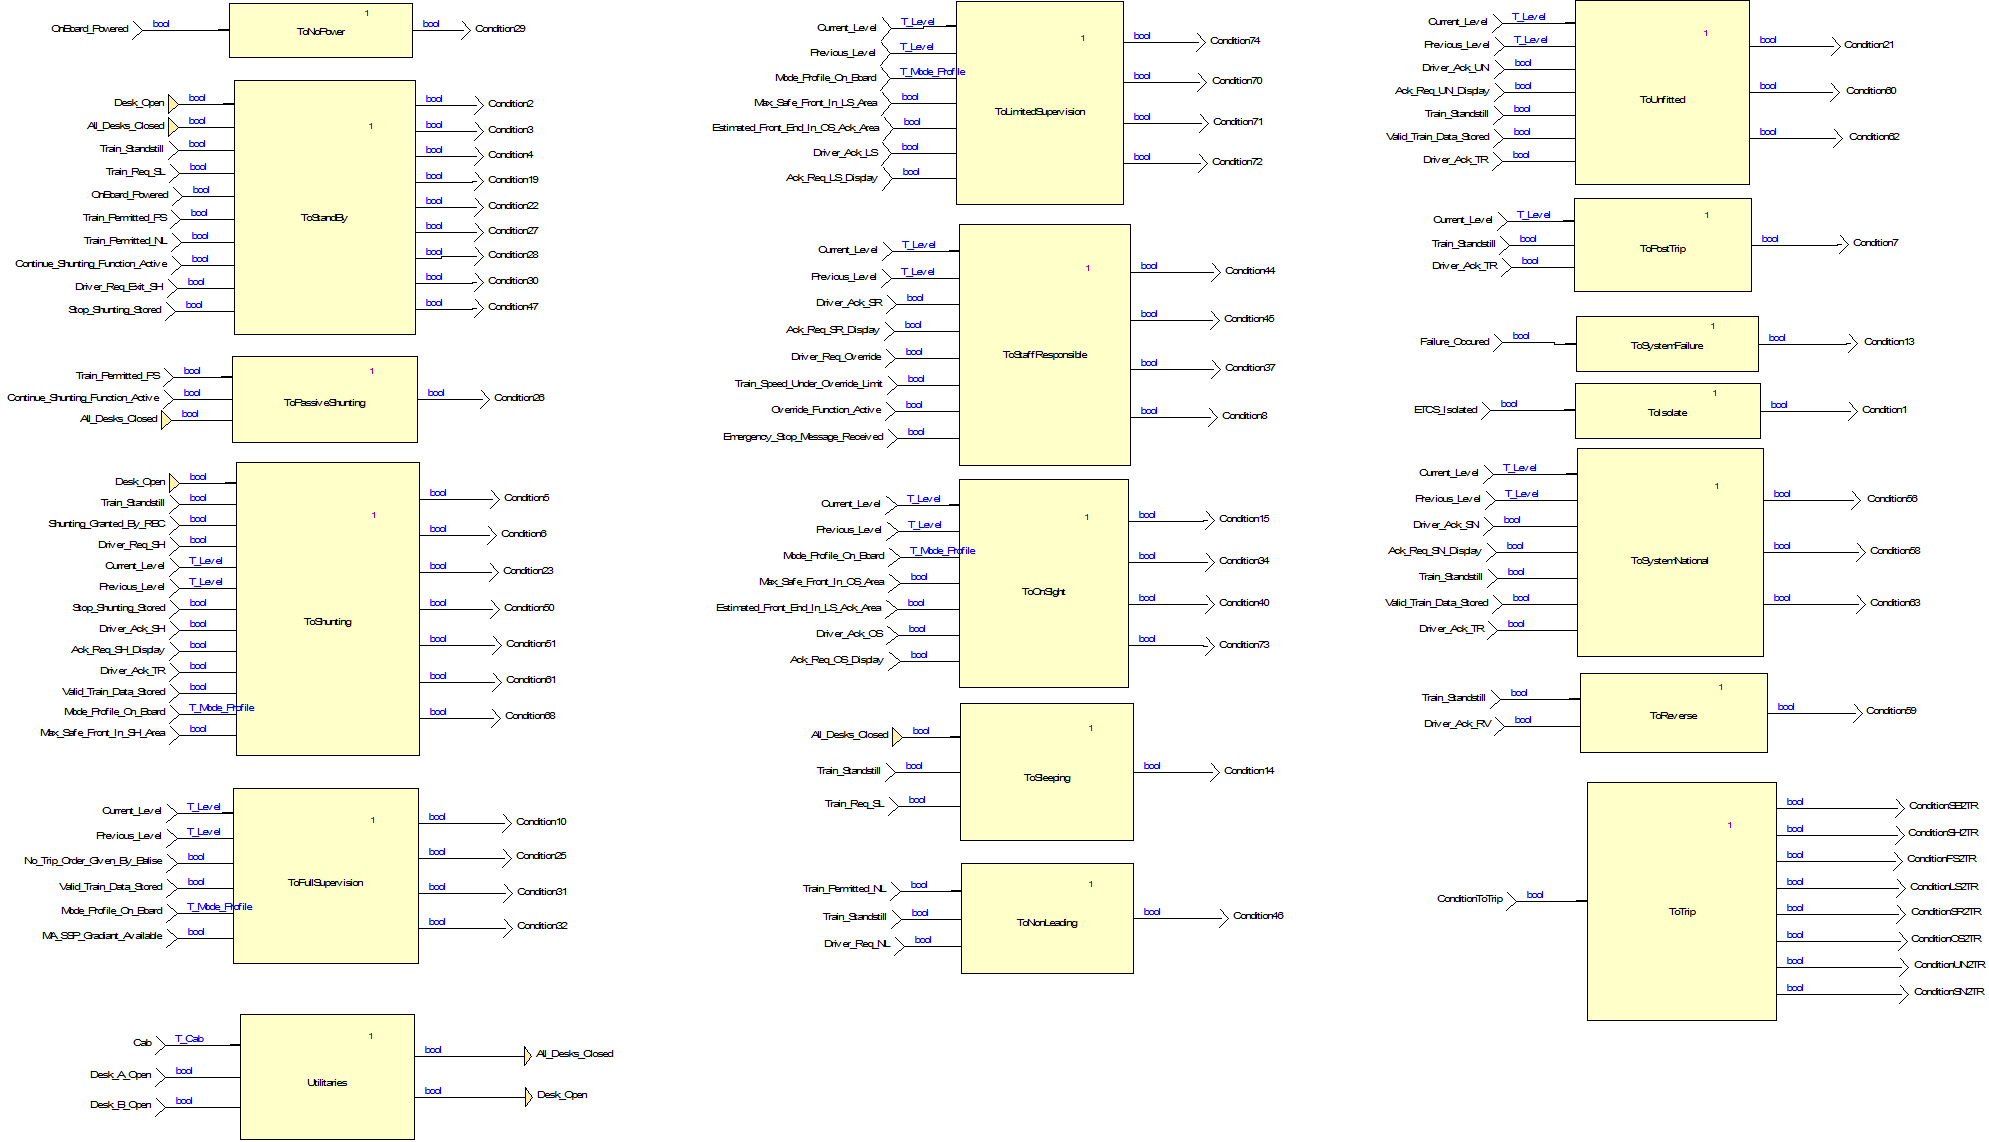 OnBoard_Powered bool 1 ToNoPower bool Condition29
Desk_Open bool
All_Desks_Closed bool
Train_Standstill bool
Train_Req_SL bool
OnBoard_Powered bool
Train_Permitted_PS bool
Train_Permitted_NL bool
Continue_Shunting_Function_Active bool
Driver_Req_Exit_SH bool
Stop_Shunting_Stored bool
1
ToStandBy
bool Condition2
bool Condition3
bool Condition4
bool Condition19
bool Condition22
bool Condition27
bool Condition28
bool Condition30
bool Condition47
Train_Permitted_PS bool
Continue_Shunting_Function_Active bool
All_Desks_Closed bool
1
ToPassiveShunting
bool Condition26
Desk_Open bool
Train_Standstill bool
Shunting_Granted_By_RBC bool
Driver_Req_SH bool
Current_Level T_Level
Previous_Level T_Level
Stop_Shunting_Stored bool
Driver_Ack_SH bool
Ack_Req_SH_Display bool
Driver_Ack_TR bool
Valid_Train_Data_Stored bool
Mode_Profile_On_Board T_Mode_Profile
Max_Safe_Front_In_SH_Area bool
1
ToShunting
bool Condition5
bool Condition6
bool Condition23
bool Condition50
bool Condition51
bool Condition61
bool Condition68
Current_Level T_Level
Previous_Level T_Level
No_Trip_Order_Given_By_Balise bool
Valid_Train_Data_Stored bool
Mode_Profile_On_Board T_Mode_Profile
MA_SSP_Gradiant_Available bool
1
ToFullSupervision
bool Condition10
bool Condition25
bool Condition31
bool Condition32
Cab T_Cab
Desk_A_Open bool
Desk_B_Open bool
1
Utilitaries
bool All_Desks_Closed
bool Desk_Open
Current_Level T_Level
Previous_Level T_Level
Mode_Profile_On_Board T_Mode_Profile
Max_Safe_Front_In_LS_Area bool
Estimated_Front_End_In_OS_Ack_Area bool
Driver_Ack_LS bool
Ack_Req_LS_Display bool
1
ToLimitedSupervision
bool Condition74
bool Condition70
bool Condition71
bool Condition72
Current_Level T_Level
Previous_Level T_Level
Driver_Ack_SR bool
Ack_Req_SR_Display bool
Driver_Req_Override bool
Train_Speed_Under_Override_Limit bool
Override_Function_Active bool
Emergency_Stop_Message_Received bool
1
ToStaffResponsible
bool Condition44
bool Condition45
bool Condition37
bool Condition8
Current_Level T_Level
Previous_Level T_Level
Mode_Profile_On_Board T_Mode_Profile
Max_Safe_Front_In_OS_Area bool
Estimated_Front_End_In_LS_Ack_Area bool
Driver_Ack_OS bool
Ack_Req_OS_Display bool
1
ToOnSIght
bool Condition15
bool Condition34
bool Condition40
bool Condition73
All_Desks_Closed bool
Train_Standstill bool
Train_Req_SL bool
1
ToSleeping
bool Condition14
Train_Permitted_NL bool
Train_Standstill bool
Driver_Req_NL bool
1
ToNonLeading
bool Condition46
Current_Level T_Level
Previous_Level T_Level
Driver_Ack_UN bool
Ack_Req_UN_Display bool
Train_Standstill bool
Valid_Train_Data_Stored bool
Driver_Ack_TR bool
1
ToUnfitted
bool Condition21
bool Condition60
bool Condition62
Current_Level T_Level
Train_Standstill bool
Driver_Ack_TR bool
1
ToPostTrip
bool Condition7
Failure_Occured bool 1 ToSystemFailure bool Condition13
ETCS_Isolated bool 1 ToIsolate bool Condition1
Current_Level T_Level
Previous_Level T_Level
Driver_Ack_SN bool
Ack_Req_SN_Display bool
Train_Standstill bool
Valid_Train_Data_Stored bool
Driver_Ack_TR bool
1
ToSystemNational
bool Condition56
bool Condition58
bool Condition63
Train_Standstill bool
Driver_Ack_RV bool
1
ToReverse
bool Condition59
ConditionToTrip bool
1
ToTrip
bool ConditionSB2TR
bool ConditionSH2TR
bool ConditionFS2TR
bool ConditionLS2TR
bool ConditionSR2TR
bool ConditionOS2TR
bool ConditionUN2TR
bool ConditionSN2TR